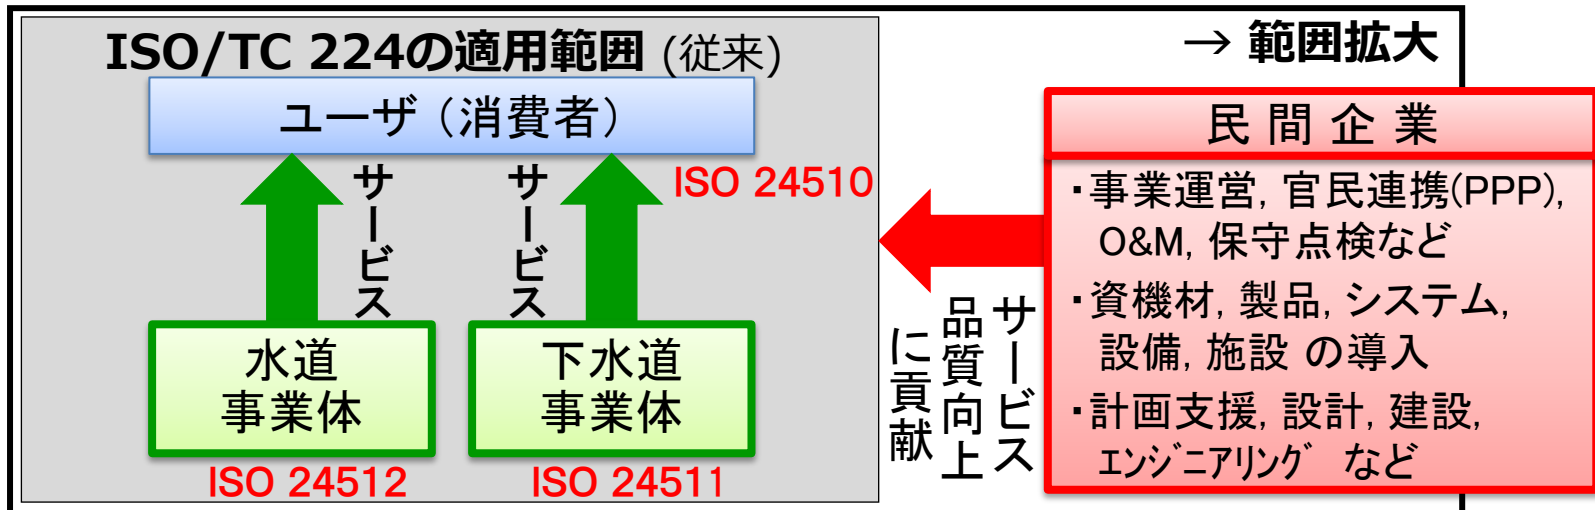 ISO/TC 224の適用範囲 (従来)
→ 範囲拡大
ユーザ（消費者）
サービス
サービス
ISO 24510
水道
事業体
下水道
事業体
ISO 24512
ISO 24511
サービス
品質向上
に貢献
民 間 企 業
・事業運営, 官民連携(PPP),
O&M, 保守点検など
・資機材, 製品, システム,
設備, 施設 の導入
・計画支援, 設計, 建設,
ｴﾝｼﾞﾆｱﾘﾝｸﾞ など